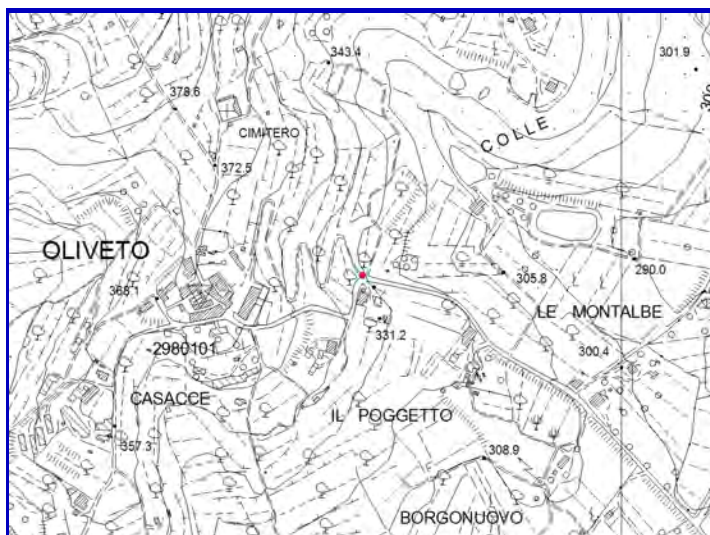 343.4
301.9
378.6
CIMITERO
COLLE
372.5
OLIVETO
368.1
305.8
290.0
LE MONTALBE
331.2
2980101
300.4
CASACCE
IL POGGETTO
357.3
308.9
BORGONUOVO